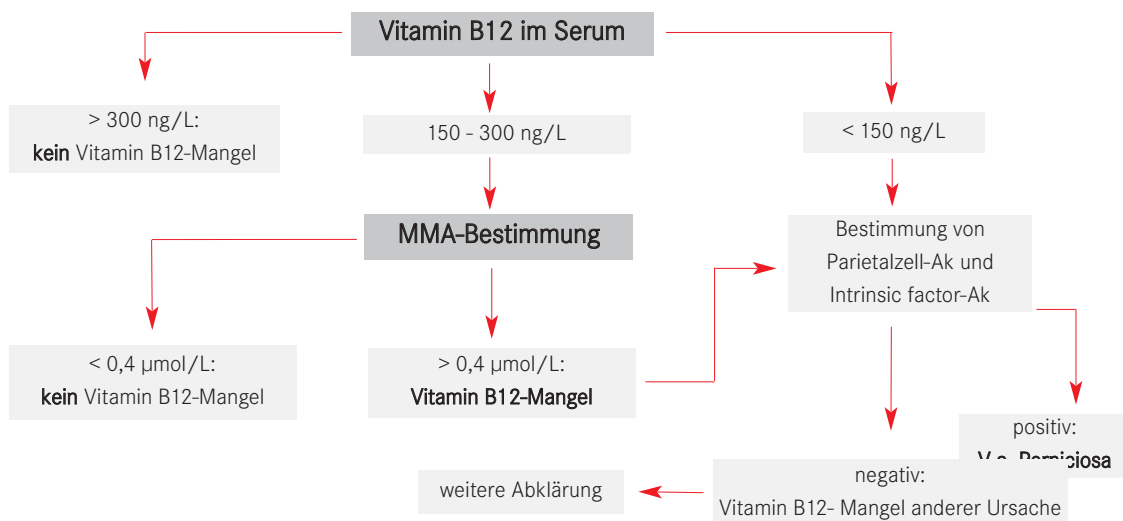 Vitamin B12 im Serum
> 300 ng/L:
kein Vitamin B12-Mangel
150 - 300 ng/L
< 150 ng/L
MMA-Bestimmung
Bestimmung von
Parietalzell-Ak und
Intrinsic factor-Ak
< 0,4 µmol/L:
kein Vitamin B12-Mangel
> 0,4 µmol/L:
Vitamin B12-Mangel
positiv:
V.a. Perniciosa
negativ:
Vitamin B12- Mangel anderer Ursache
weitere Abklärung